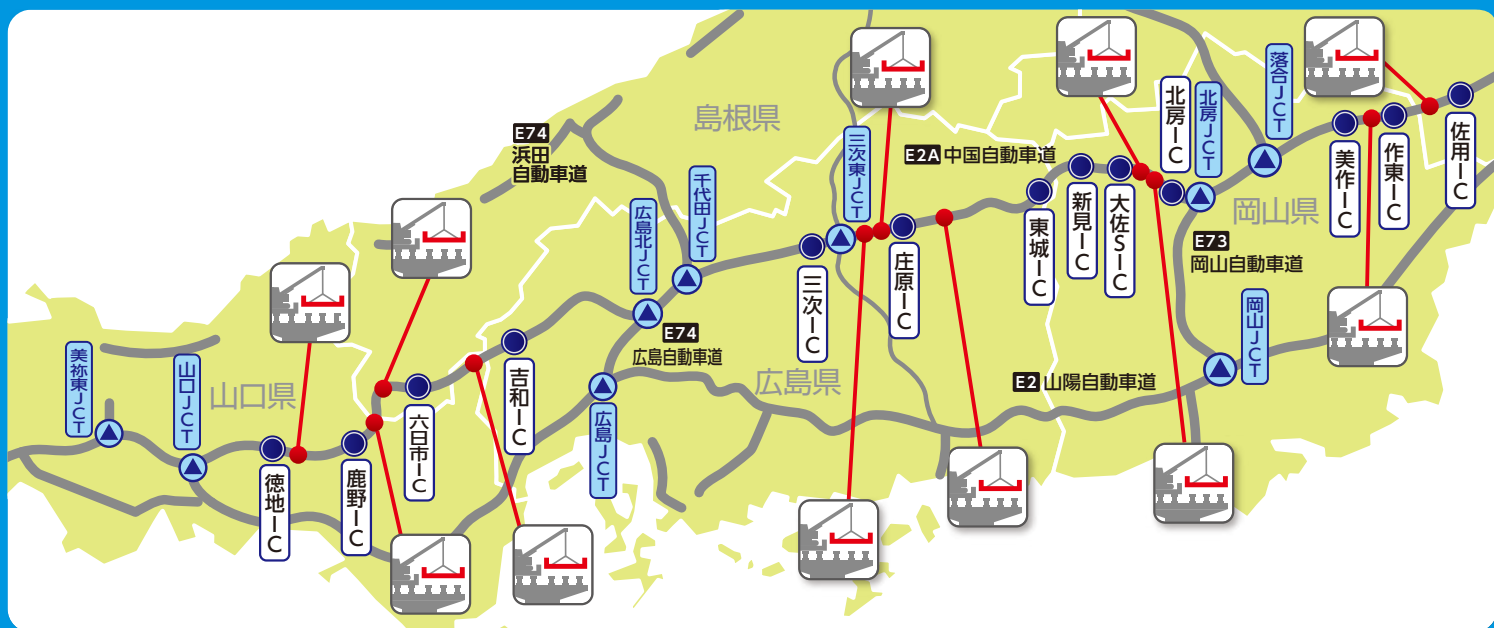 島根県
E74
浜田
自動車道
E2A 中国自動車道
落合JCT
北房JCT
北房IC
三次東JCT
千代田JCT
広島北JCT
佐用IC
作東IC
美作IC
岡山県
大佐SIC
新見IC
東城IC
庄原IC
三次IC
E73
岡山自動車道
E74
広島自動車道
岡山JCT
美祢東JCT
山口JCT
山口県
広島県
E2 山陽自動車道
吉和IC
六日市IC
広島JCT
鹿野IC
徳地IC